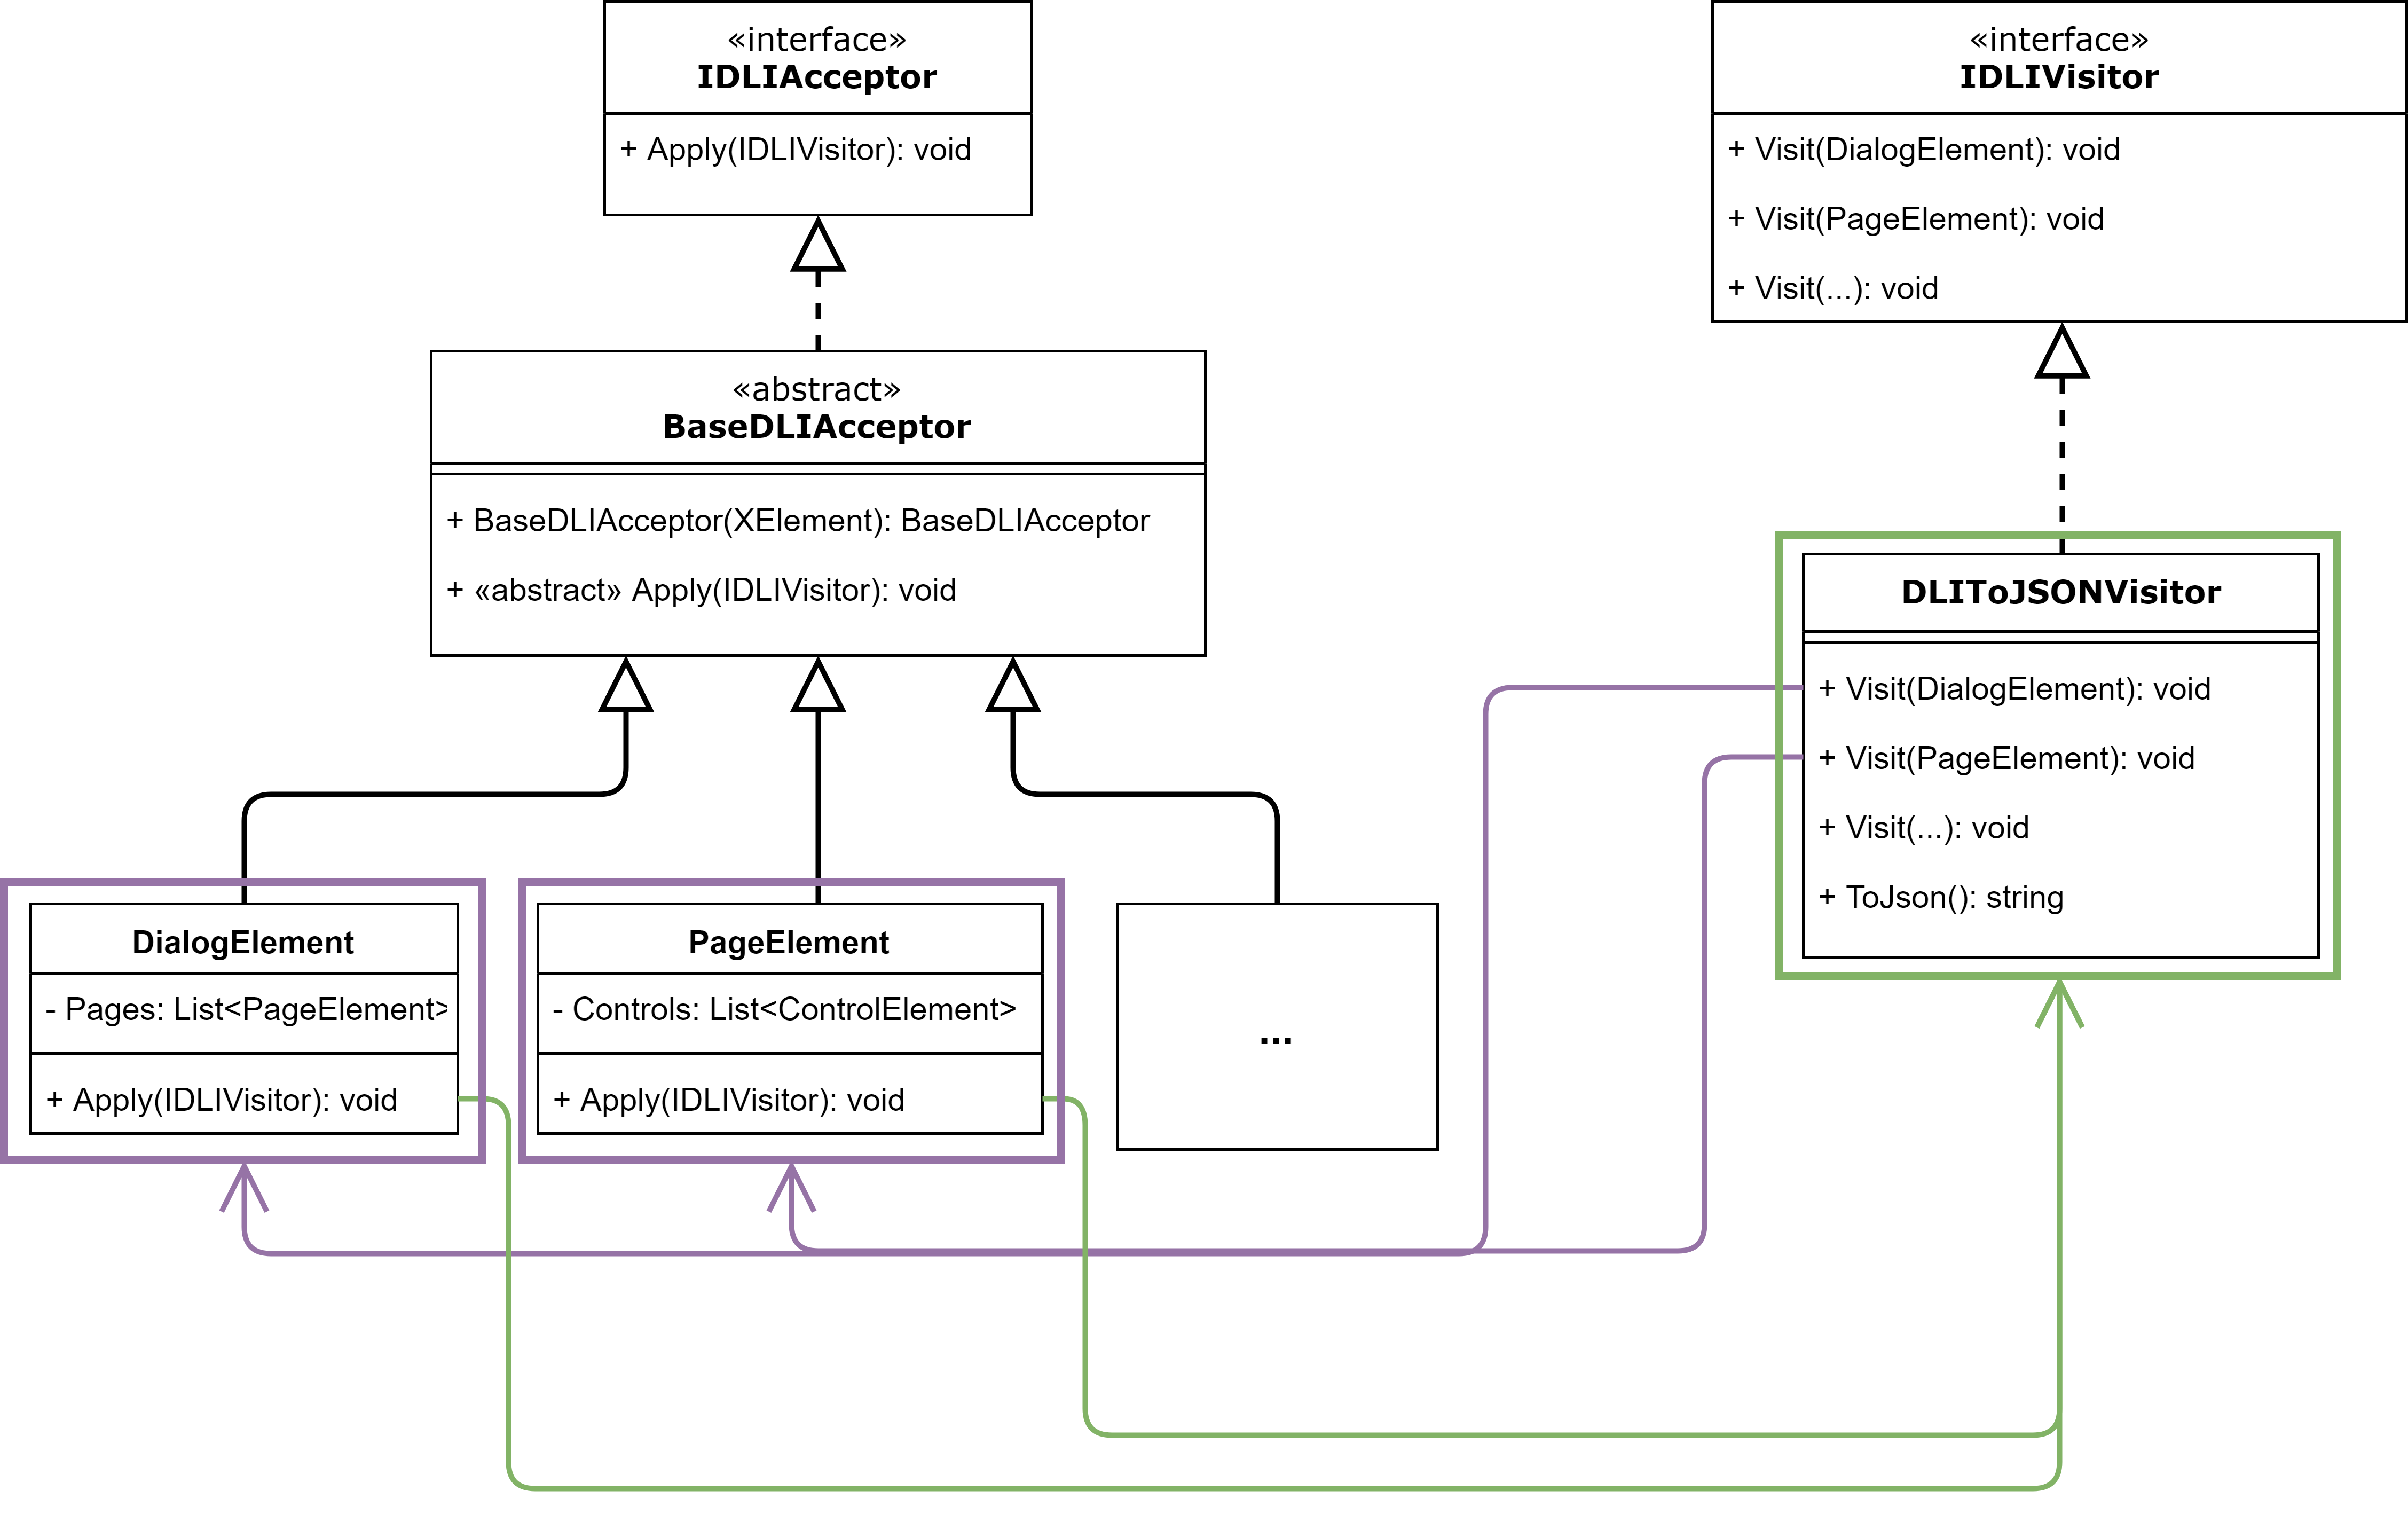 «interface»
IDLIAcceptor
+ Apply(IDLIVisitor): void
«interface»
IDLIVisitor
+ Visit(DialogElement): void
+ Visit(PageElement): void
+ Visit(...): void
«abstract»
BaseDLIAcceptor
+ BaseDLIAcceptor(XElement): BaseDLIAcceptor
+ «abstract» Apply(IDLIVisitor): void
DLIToJSONVisitor
+ Visit(DialogElement): void
+ Visit(PageElement): void
+ Visit(...): void
+ ToJson(): string
DialogElement
- Pages: List<PageElement>
+ Apply(IDLIVisitor): void
PageElement
- Controls: List<ControlElement>
+ Apply(IDLIVisitor): void
...